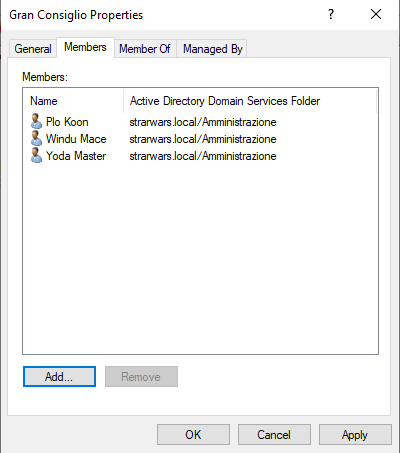 Gran Consiglio Properties
?
General Members Member Of Managed By
Members:
Name Active Directory Domain Services Folder
Plo Koon strarwars.local/Amministrazione
Windu Mace strarwars.local/Amministrazione
Yoda Master strarwars.local/Amministrazione
Add... Remove
OK Cancel Apply